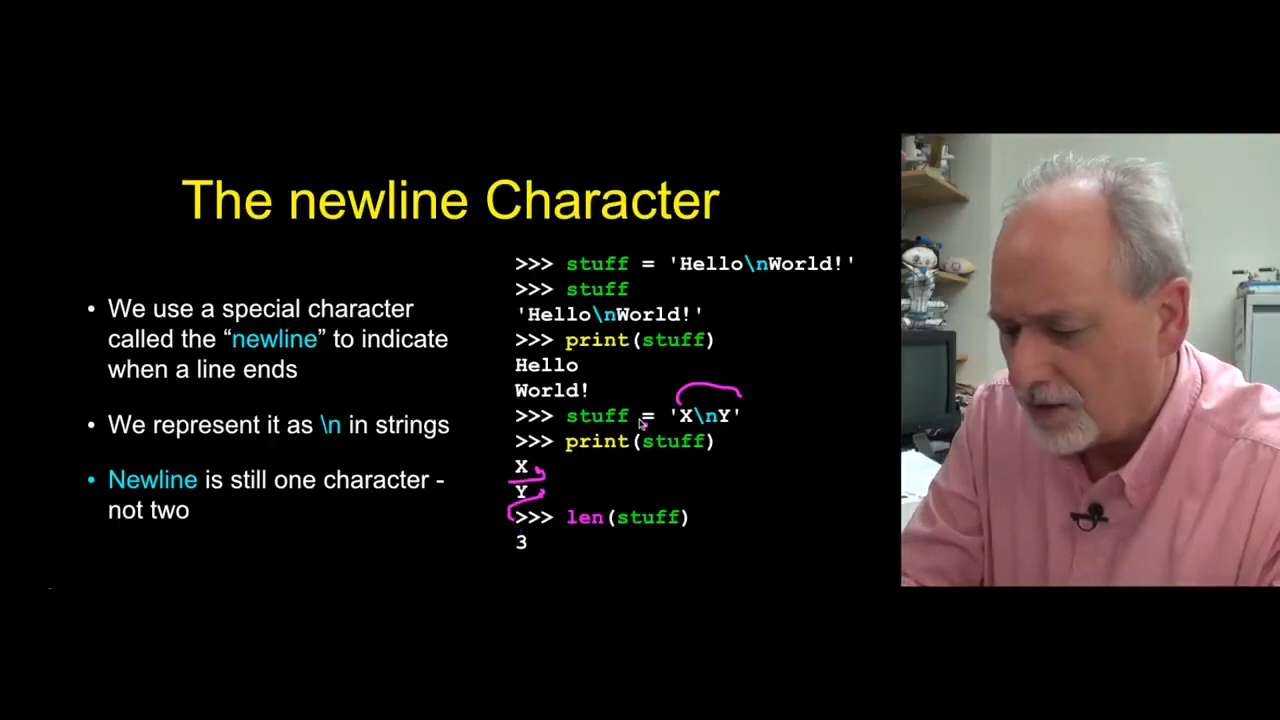 The newline Character
• We use a special character
called the “newline” to indicate
when a line ends
• We represent it as \n in strings
• Newline is still one character -
not two
>>> stuff = 'Hello\nWorld!'
>>> stuff
'Hello\nWorld!'
>>> print(stuff)
Hello
World!
>>> stuff = 'X\nY'
>>> print(stuff)
X
Y
>>> len(stuff)
3